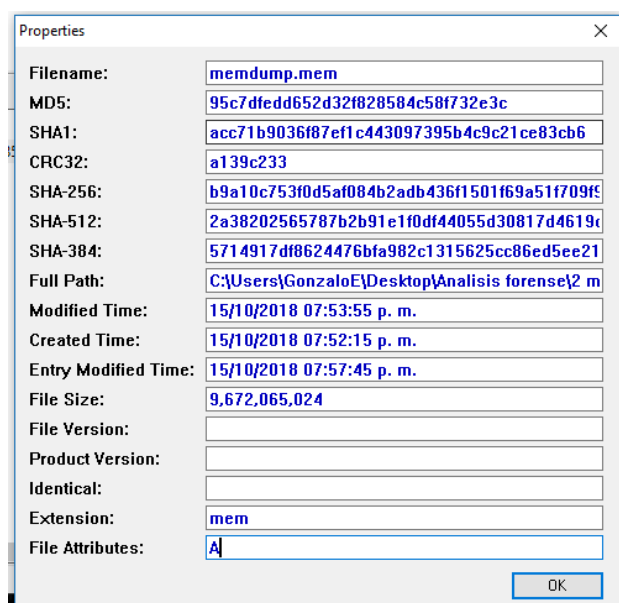 Properties
Filename: memdump.mem
MD5: 95c7dfedd652d32f828584c58f732e3c
SHA1: acc71b9036f87ef1c443097395b4c9c21ce83cb6
CRC32: a139c233
SHA-256: b9a10c753f0d5af084b2adb436f1501f69a51f709f9
SHA-512: 2a38202565787b2b91e1f0df44055d30817d4619
SHA-384: 5714917df8624476bfa982c1315625cc86ed5ee21
Full Path: C:\Users\GonzaloE\Desktop\Analisis forense\2 m
Modified Time: 15/10/2018 07:53:55 p. m.
Created Time: 15/10/2018 07:52:15 p. m.
Entry Modified Time: 15/10/2018 07:57:45 p. m.
File Size: 9,672,065,024
File Version:
Product Version:
Identical:
Extension: mem
File Attributes: A
OK